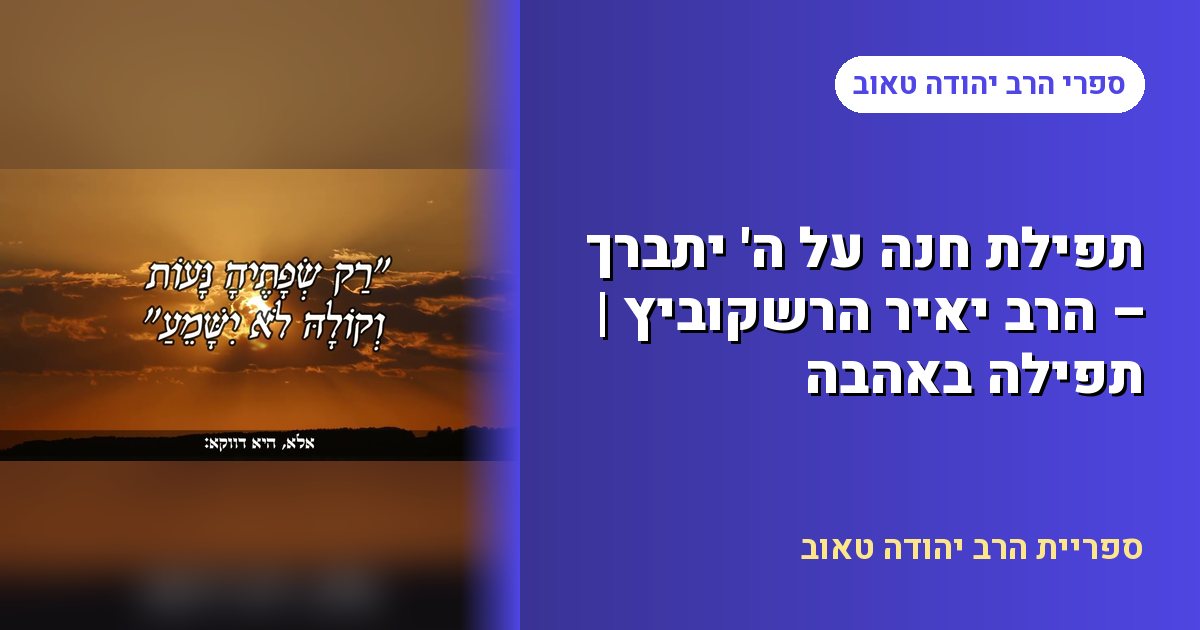 ספרי הרב יהודה טאוב
תפילת חנה על ה' יתברך
– הרב יאיר הרשקוביץ |
תפילה באהבה
ספריית הרב יהודה טאוב
"רַק שְׂפָתֶיהָ נָּעוֹת
וְקוֹלָהּ לֹא יִשָּׁמֵעַ"
אלא, היא דווקא: